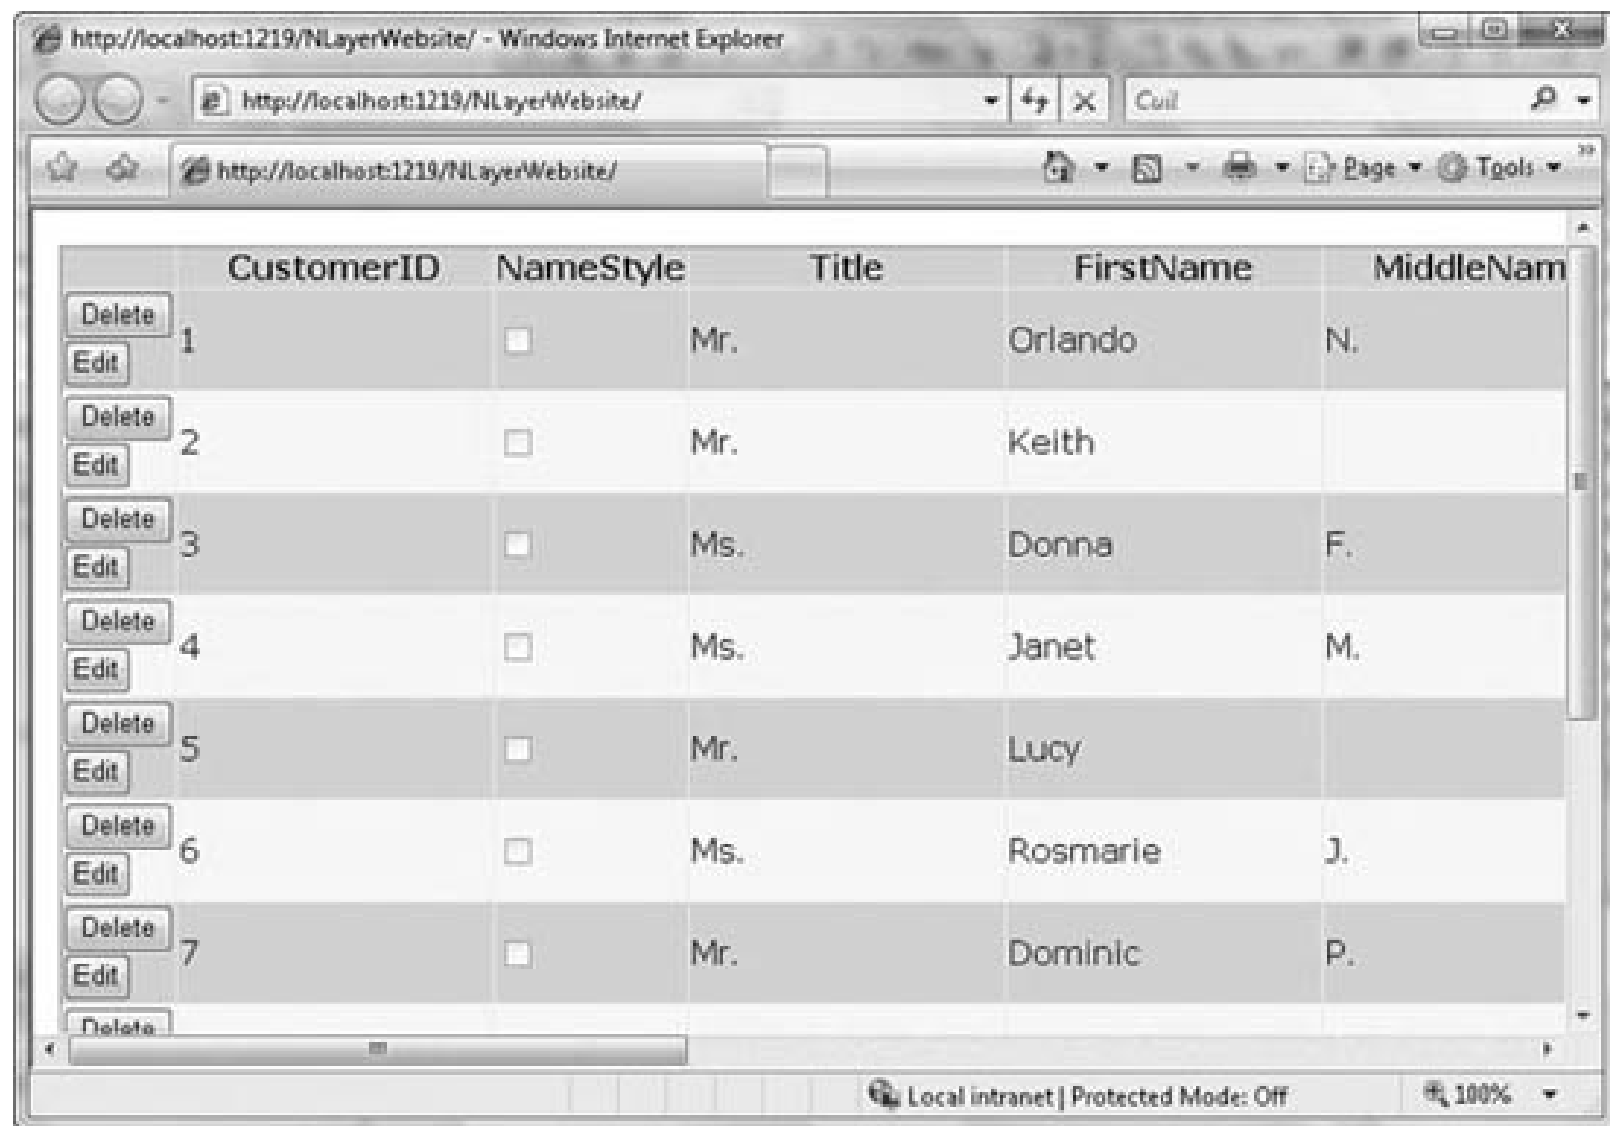 http://localhost:1219/NLayerWebsite/ - Windows Internet Explorer
http://localhost:1219/NLayerWebsite/ Cuil
http://localhost:1219/NLayerWebsite/ Page Tools
CustomerID NameStyle Title FirstName MiddleNam
Delete
Edit
1 Mr. Orlando N.
Delete
Edit
2 Mr. Keith
Delete
Edit
3 Ms. Donna F.
Delete
Edit
4 Ms. Janet M.
Delete
Edit
5 Mr. Lucy
Delete
Edit
6 Ms. Rosmarie J.
Delete
Edit
7 Mr. Dominic P.
Delete
Local intranet | Protected Mode: Off 100%